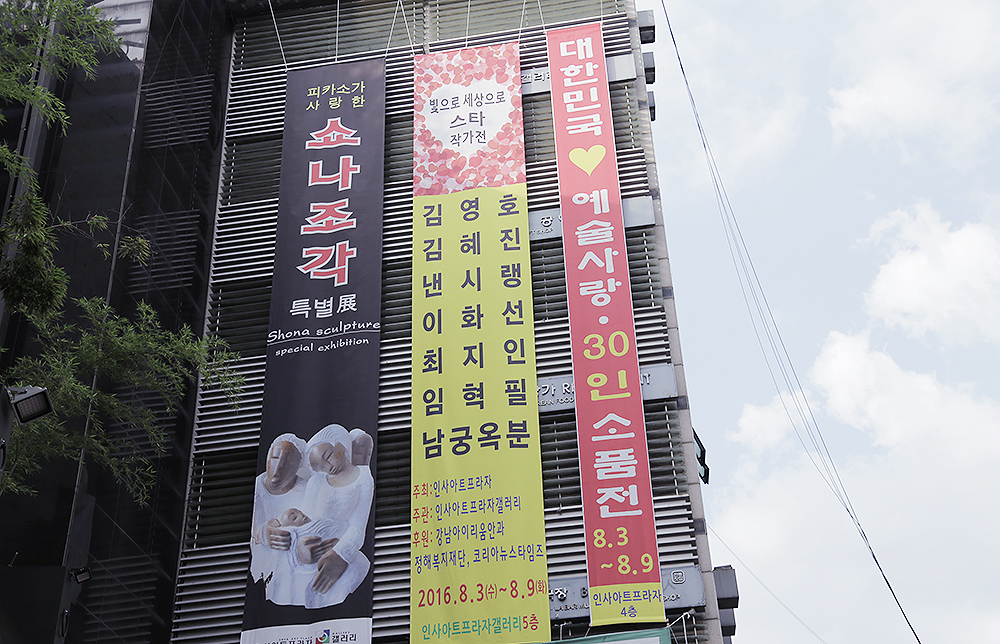 피카소가
사랑한
쇼나조각
특별展
Shona sculpture
special exhibition
갤러리
빛으로 세상으로
스타
작가전
김영호
김혜진
낸시랭
이화선
최지인
임혁필
남궁옥분
주최:인사아트프라자
주관:인사아트프라자갤러리
후원:강남아이리움안과
정해복지재단, 코리아뉴스타임즈
2016.8.3(수)~8.9(화)
인사아트프라자갤러리5층
대한민국♥예술사랑·30인 소품전
8.3
~8.9
인사아트프라자
4층